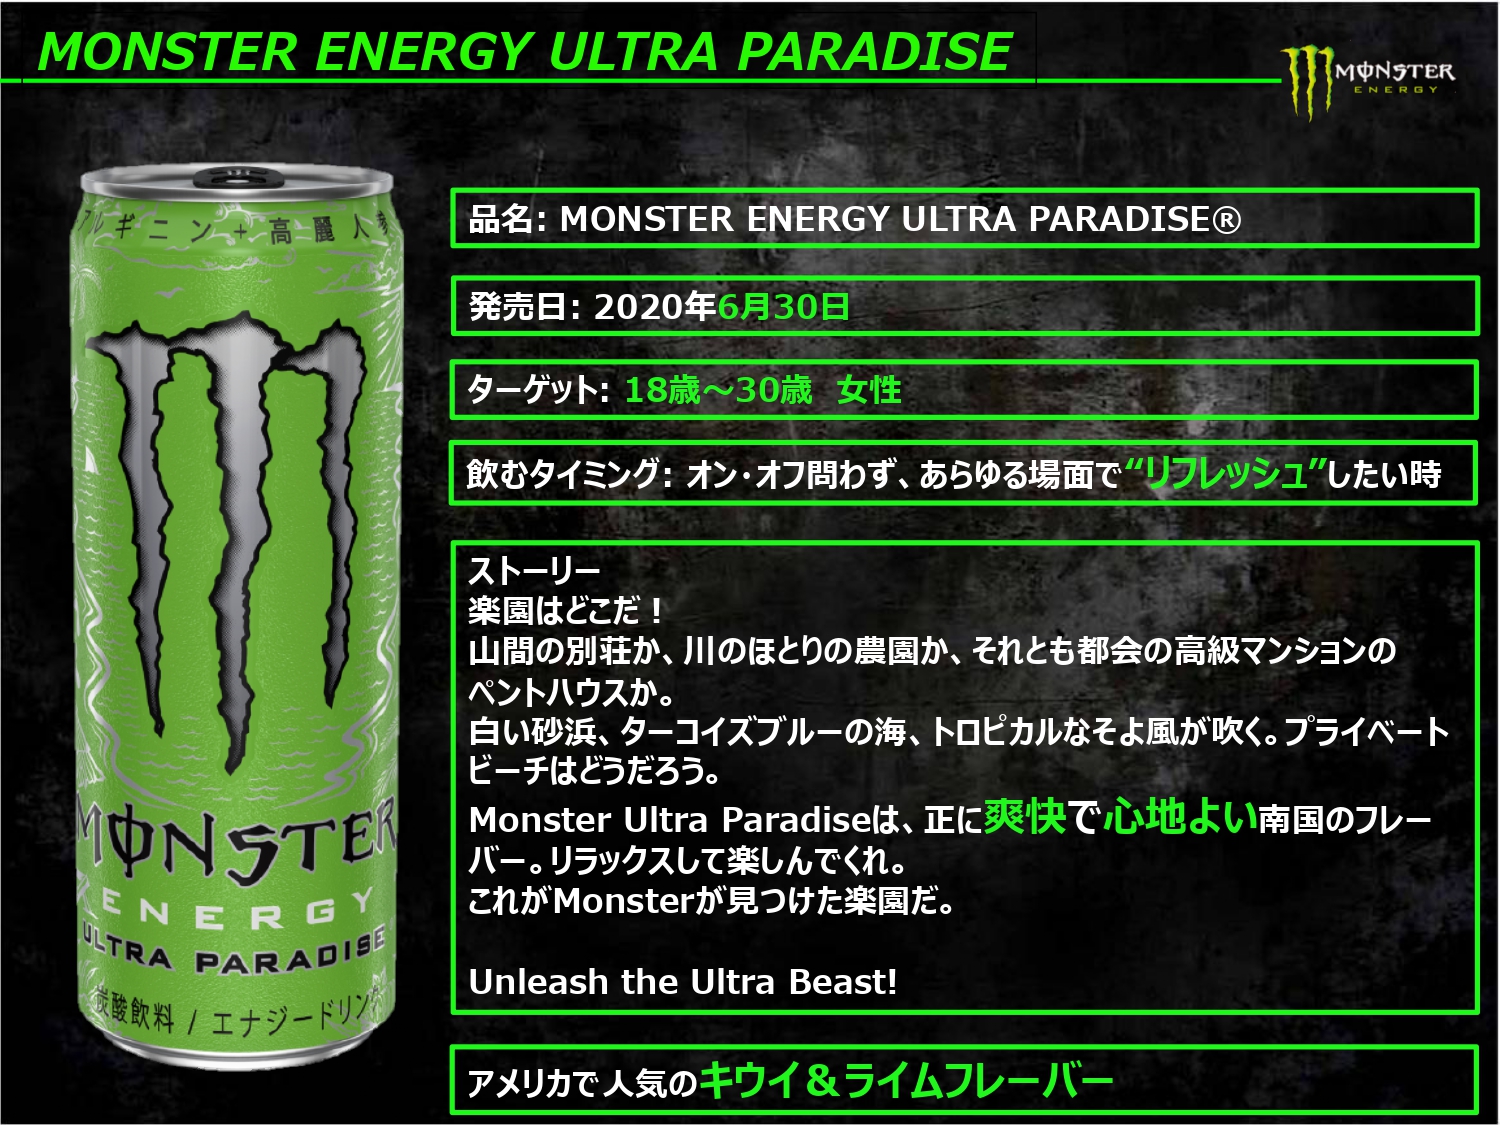 MONSTER ENERGY ULTRA PARADISE
MONSTER
ENERGY
アルギニン + 高麗人参
MONSTER
ENERGY
ULTRA PARADISE
炭酸飲料 / エナジードリンク
品名: MONSTER ENERGY ULTRA PARADISE®
発売日: 2020年6月30日
ターゲット: 18歳～30歳　女性
飲むタイミング: オン・オフ問わず、あらゆる場面で“リフレッシュ”したい時
ストーリー
楽園はどこだ！
山間の別荘か、川のほとりの農園か、それとも都会の高級マンションの
ペントハウスか。
白い砂浜、ターコイズブルーの海、トロピカルなそよ風が吹く。プライベート
ビーチはどうだろう。
Monster Ultra Paradiseは、正に爽快で心地よい南国のフレー
バー。リラックスして楽しんでくれ。
これがMonsterが見つけた楽園だ。
Unleash the Ultra Beast!
アメリカで人気のキウイ＆ライムフレーバー